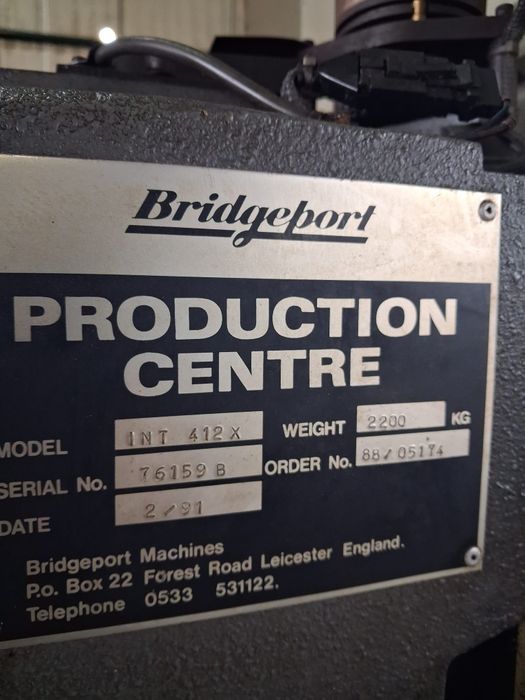 Bridgeport
PRODUCTION
CENTRE
MODEL INT 412X WEIGHT 2200 KG
SERIAL No. 76159 B ORDER No. 88/05174
DATE 2/91
Bridgeport Machines
P.o. Box 22 Forest Road Leicester England.
Telephone 0533 531122.